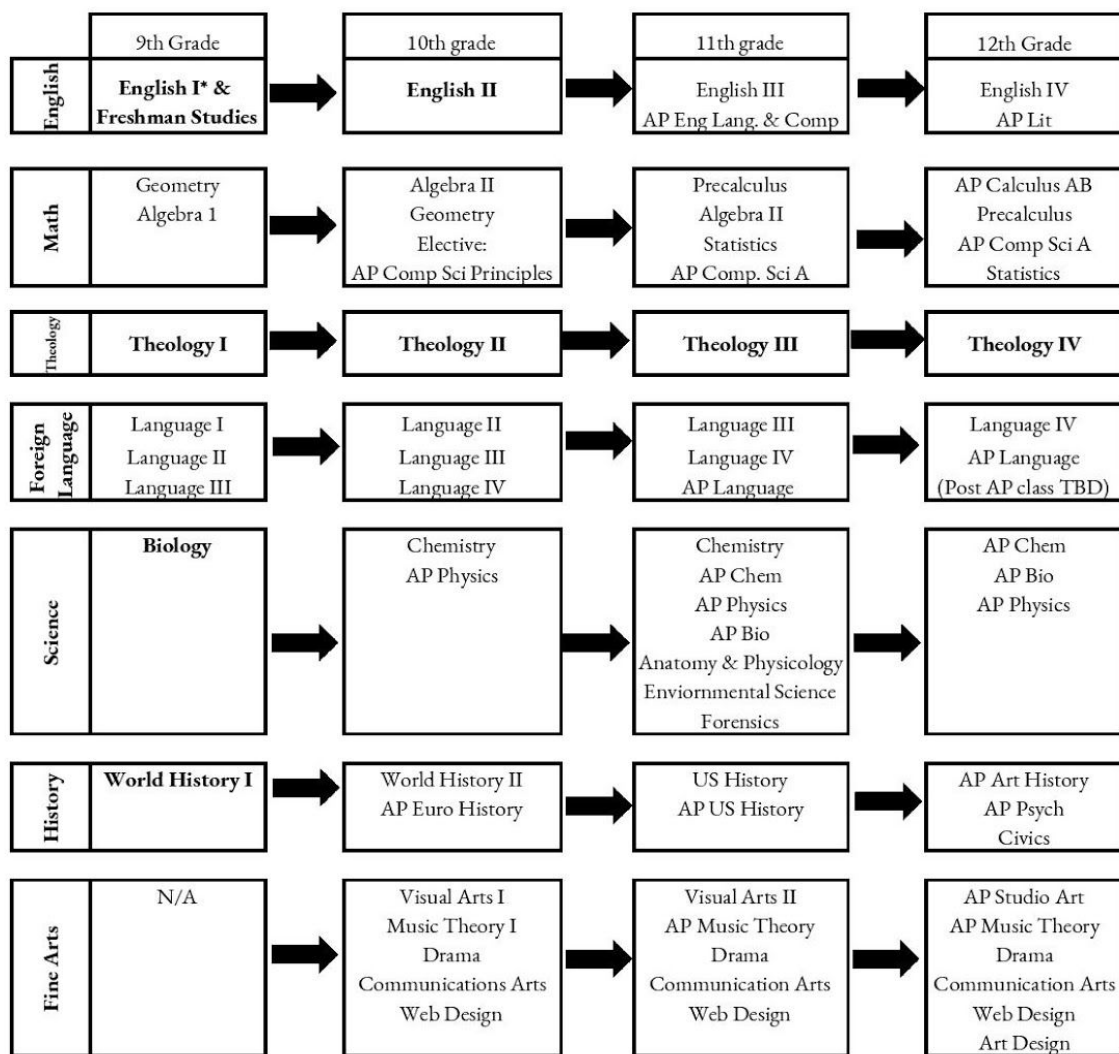 9th Grade
10th grade
11th grade
12th Grade
English
English I* &
Freshman Studies
English II
English III
AP Eng Lang. & Comp
English IV
AP Lit
Math
Geometry
Algebra 1
Algebra II
Geometry
Elective:
AP Comp Sci Principles
Precalculus
Algebra II
Statistics
AP Comp. Sci A
AP Calculus AB
Precalculus
AP Comp Sci A
Statistics
Theology
Theology I
Theology II
Theology III
Theology IV
Foreign
Language
Language I
Language II
Language III
Language II
Language III
Language IV
Language III
Language IV
AP Language
Language IV
AP Language
(Post AP class TBD)
Science
Biology
Chemistry
AP Physics
Chemistry
AP Chem
AP Physics
AP Bio
Anatomy & Physicology
Enviornmental Science
Forensics
AP Chem
AP Bio
AP Physics
History
World History I
World History II
AP Euro History
US History
AP US History
AP Art History
AP Psych
Civics
Fine Arts
N/A
Visual Arts I
Music Theory I
Drama
Communications Arts
Web Design
Visual Arts II
AP Music Theory
Drama
Communication Arts
Web Design
AP Studio Art
AP Music Theory
Drama
Communication Arts
Web Design
Art Design